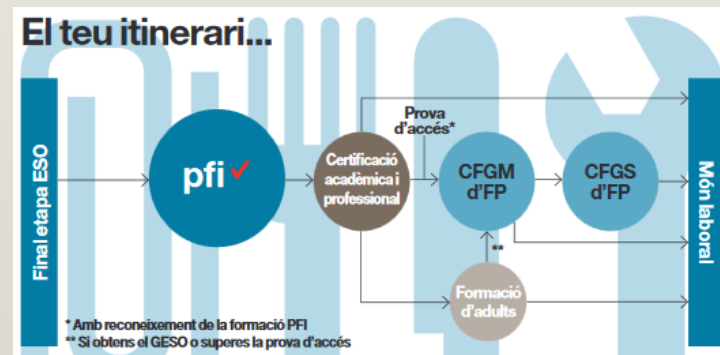 El teu itinerari...
Final etapa ESO
pfi
Certificació
acadèmica i
professional
Prova
d'accés*
CFGM
d'FP
CFGS
d'FP
**
Formació
d'adults
Món laboral
* Amb reconeixement de la formació PFI
** Si obtens el GESO o superes la prova d'accés